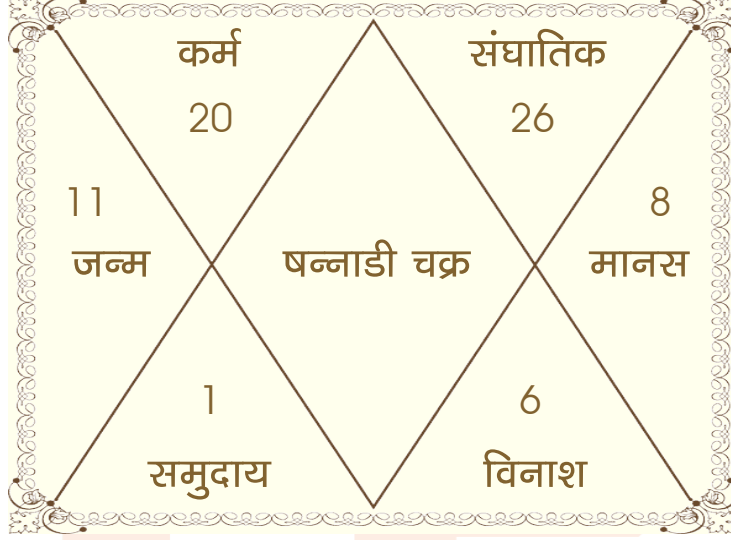 कर्म
20
संघातिक
26
11
जन्म
षन्नाडी चक्र
8
मानस
1
समुदाय
6
विनाश